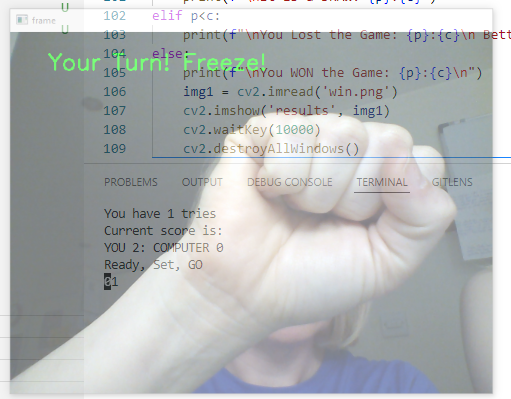 frame
U
U
102 elif p<c:
103 print(f"\nYou Lost the Game: {p}:{c}\n Bett
104 else:
Your Turn! Freeze!
105 print(f"\nYou WON the Game: {p}:{c}\n")
106 img1 = cv2.imread('win.png')
107 cv2.imshow('results', img1)
108 cv2.waitKey(10000)
109 cv2.destroyAllWindows()
PROBLEMS OUTPUT DEBUG CONSOLE TERMINAL GITLENS
You have 1 tries
Current score is:
YOU 2: COMPUTER 0
Ready, Set, GO
01